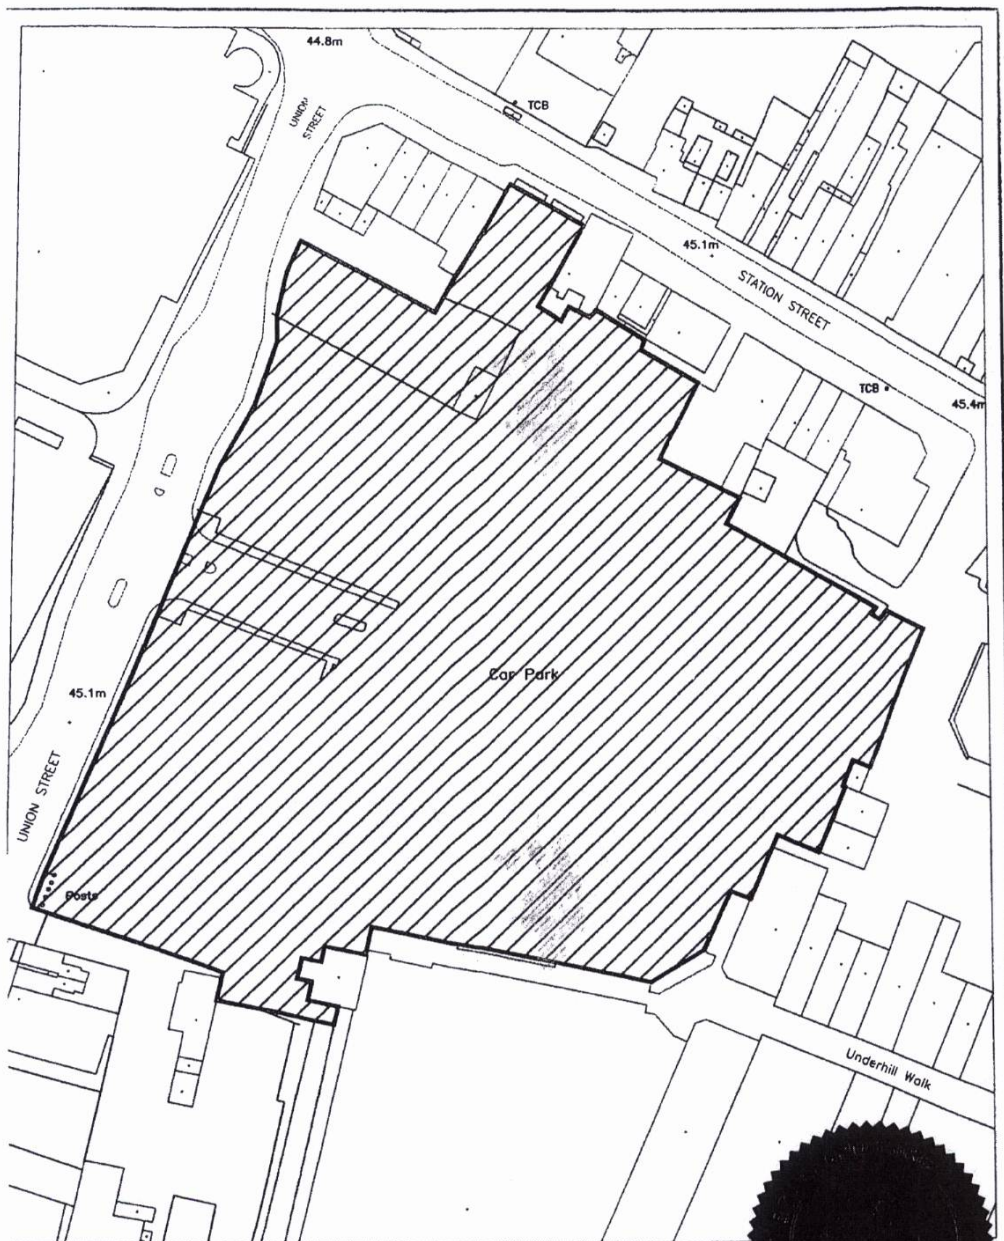 44.8m
UNION
STREET
TCB
45.1m
STATION STREET
TCB
45.4m
Car Park
45.1m
UNION STREET
Posts
Underhill Walk